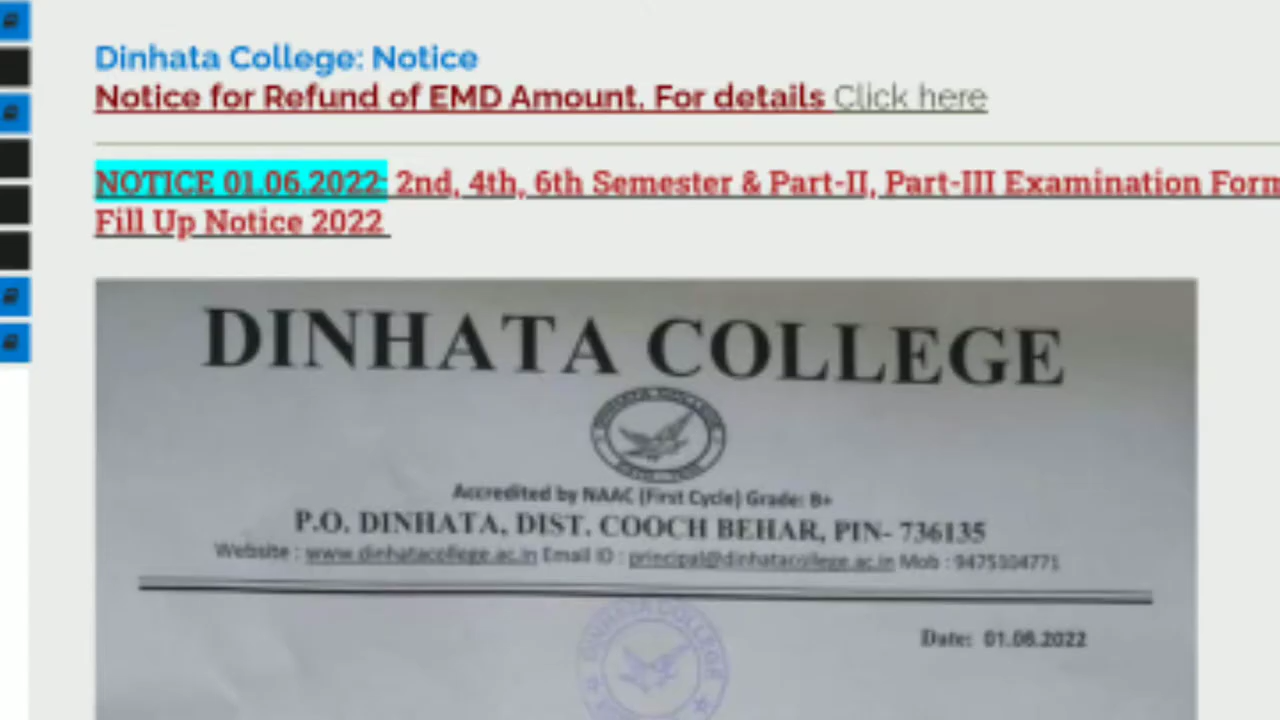 Dinhata College: Notice
Notice for Refund of EMD Amount. For details Click here
NOTICE 01.06.2022: 2nd, 4th, 6th Semester & Part-II, Part-III Examination Form
Fill Up Notice 2022
DINHATA COLLEGE
Accredited by NAAC (First Cycle) Grade: B+
P.O. DINHATA, DIST. COOCH BEHAR, PIN- 736135
Website : www.dinhatacollege.ac.in Email ID : principal@dinhatacollege.ac.in Mob :
Date: 01.06.2022
DINHATA COLLEGE